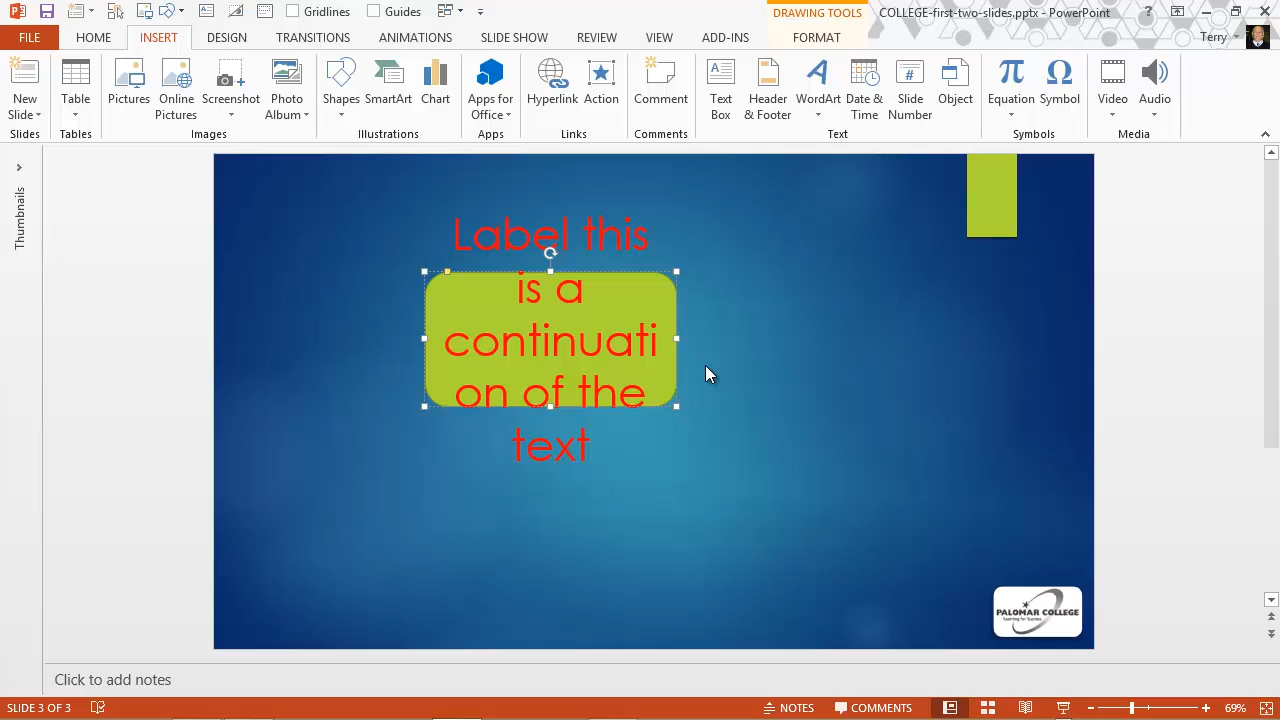 Gridlines
Guides
DRAWING TOOLS
COLLEGE-first-two-slides.pptx - PowerPoint
?
FILE
HOME
INSERT
DESIGN
TRANSITIONS
ANIMATIONS
SLIDE SHOW
REVIEW
VIEW
ADD-INS
FORMAT
Terry
New
Slide
Table
Pictures
Online
Pictures
Screenshot
Photo
Album
Shapes
SmartArt
Chart
Apps for
Office
Hyperlink
Action
Comment
Text
Box
Header
& Footer
WordArt
Date &
Time
Slide
Number
Object
Equation
Symbol
Video
Audio
Slides
Tables
Images
Illustrations
Apps
Links
Comments
Text
Symbols
Media
Thumbnails
Label this
is a
continuati
on of the
text
PALOMAR COLLEGE
Learning for Success
Click to add notes
SLIDE 3 OF 3
NOTES
COMMENTS
69%